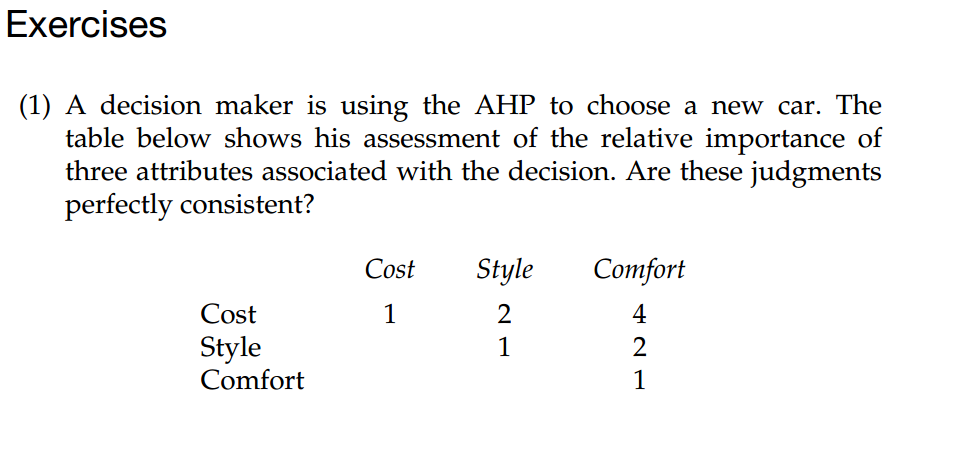 Exercises
(1) A decision maker is using the AHP to choose a new car. The
table below shows his assessment of the relative importance of
three attributes associated with the decision. Are these judgments
perfectly consistent?
Cost Style Comfort
Cost 1 2 4
Style 1 2
Comfort 1